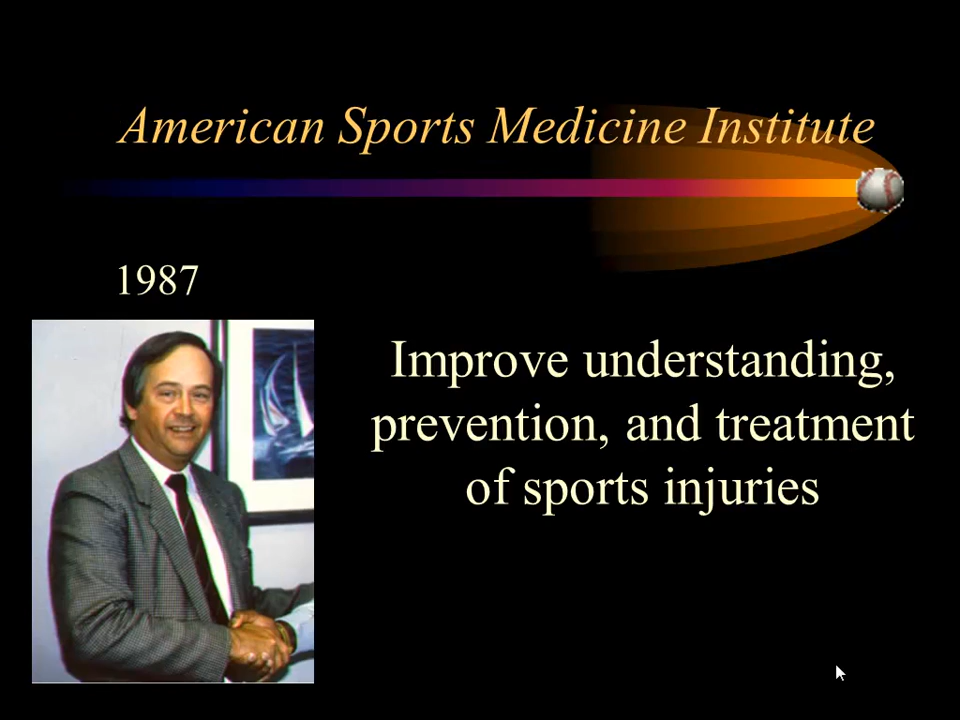 American Sports Medicine Institute
1987
Improve understanding,
prevention, and treatment
of sports injuries